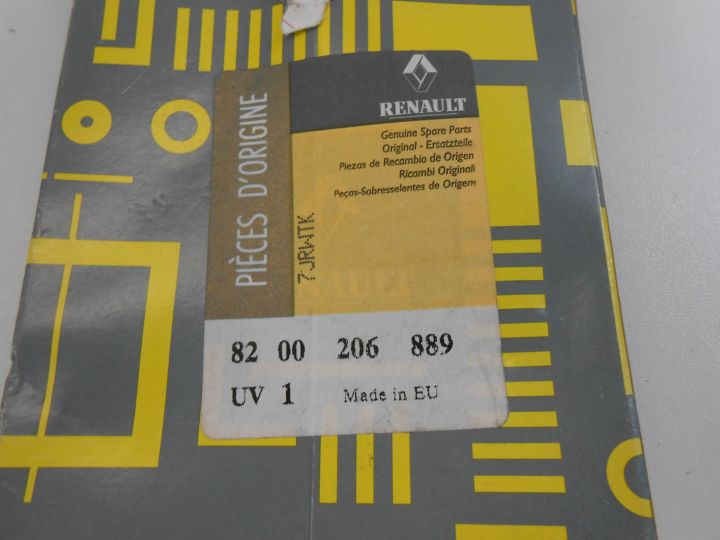 RENAULT
Genuine Spare Parts
Original - Ersatzteile
Piezas de Recambio de Origen
Ricambi Originali
Peças-Sobresselentes de Origem
PIÈCES D'ORIGINE
7JRWTK
82 00 206 889
UV 1 Made in EU